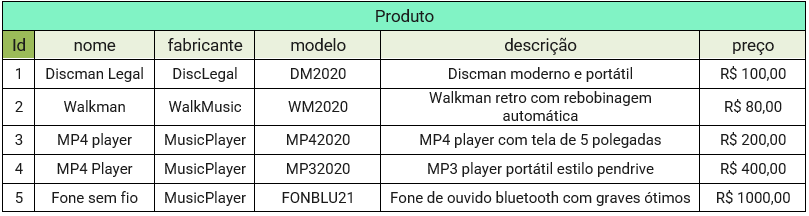 Produto
Id nome fabricante modelo descrição preço
1 Discman Legal DiscLegal DM2020 Discman moderno e portátil R$ 100,00
2 Walkman WalkMusic WM2020 Walkman retro com rebobinagem automática R$ 80,00
3 MP4 player MusicPlayer MP42020 MP4 player com tela de 5 polegadas R$ 200,00
4 MP4 Player MusicPlayer MP32020 MP3 player portátil estilo pendrive R$ 400,00
5 Fone sem fio MusicPlayer FONBLU21 Fone de ouvido bluetooth com graves ótimos R$ 1000,00